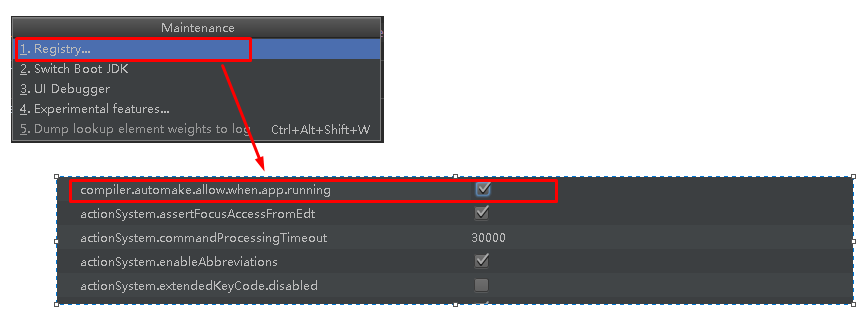 Maintenance
1. Registry...
2. Switch Boot JDK
3. UI Debugger
4. Experimental features...
5. Dump lookup element weights to log Ctrl+Alt+Shift+W
compiler.automake.allow.when.app.running
actionSystem.assertFocusAccessFromEdt
actionSystem.commandProcessingTimeout 30000
actionSystem.enableAbbreviations
actionSystem.extendedKeyCode.disabled